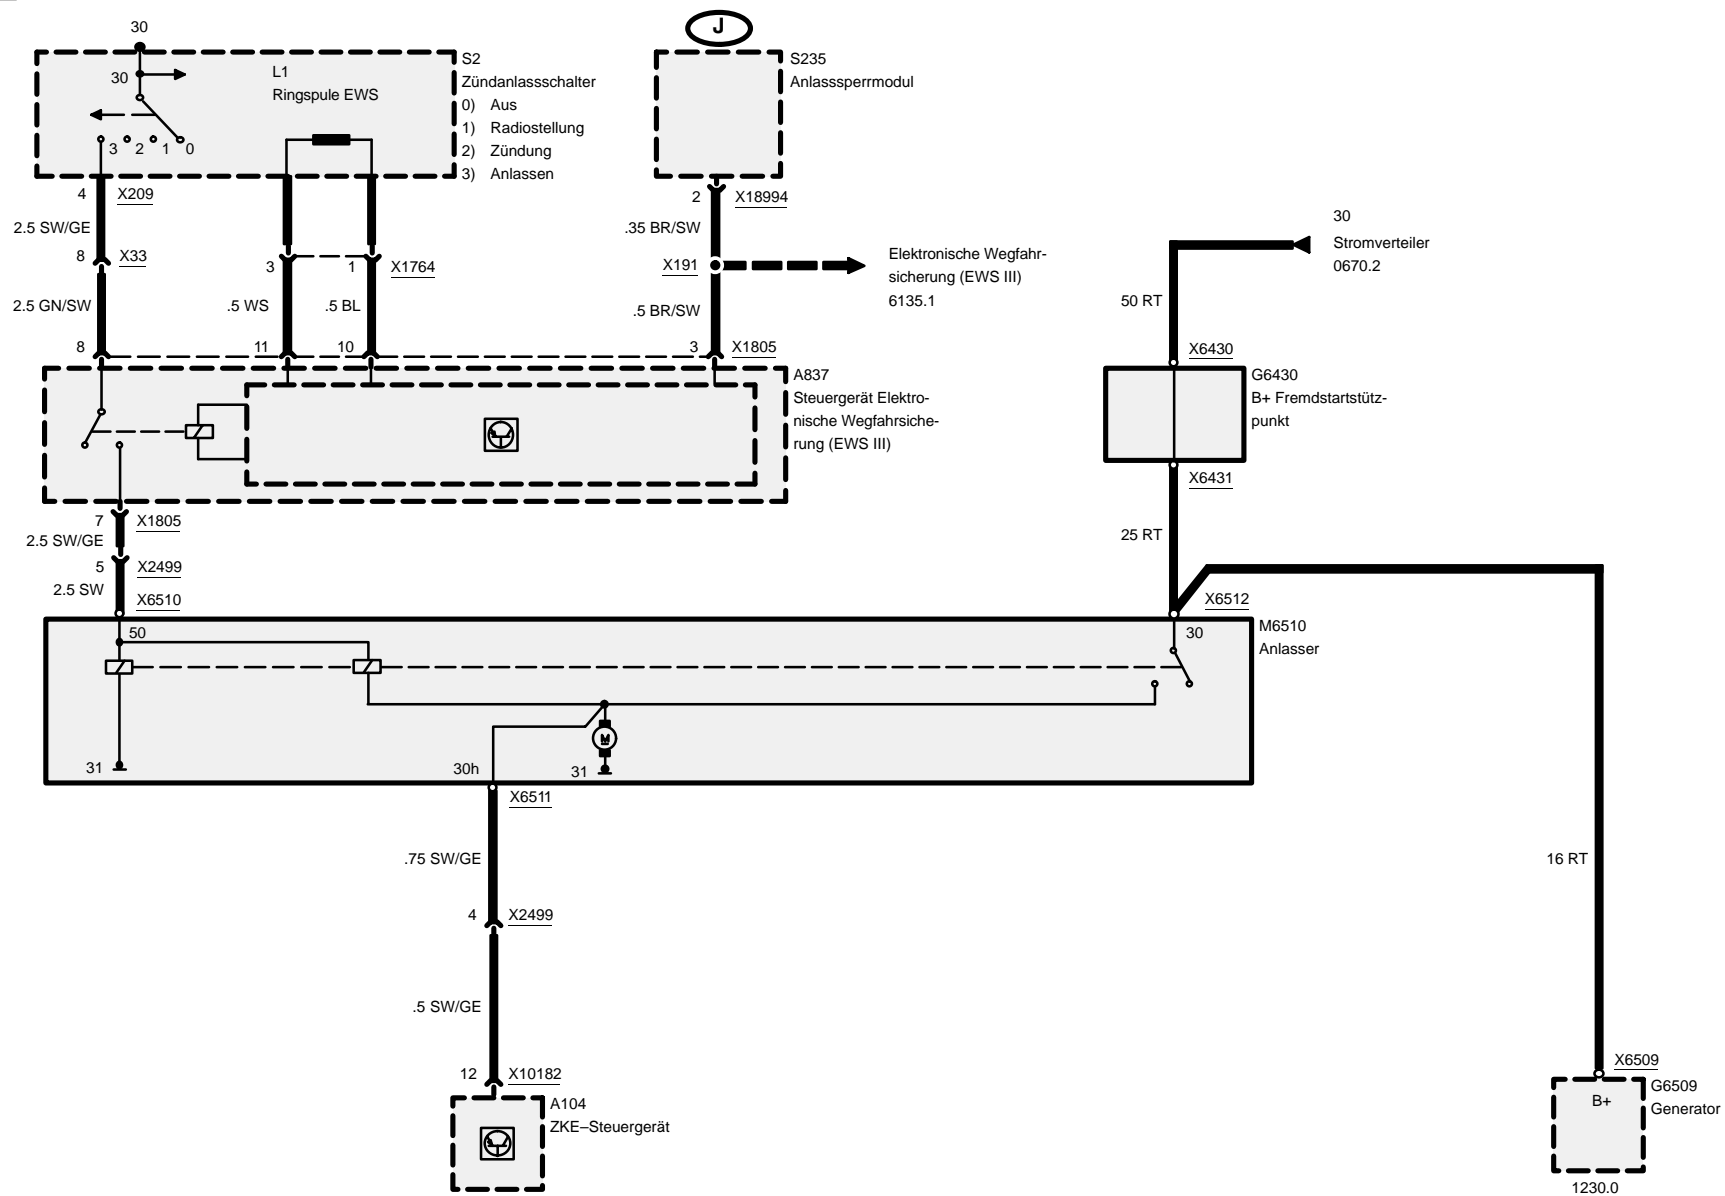 30
J
S2
Zündanlassschalter
0) Aus
1) Radiostellung
2) Zündung
3) Anlassen
30
L1
Ringspule EWS
3 2 1 0
S235
Anlasssperrmodul
4 X209
2.5 SW/GE
8 X33
2.5 GN/SW
8
3 1 X1764
.5 WS .5 BL
11 10
2 X18994
.35 BR/SW
X191
Elektronische Wegfahr-
sicherung (EWS III)
6135.1
.5 BR/SW
3 X1805
30
Stromverteiler
0670.2
50 RT
X6430
G6430
B+ Fremdstartstütz-
punkt
X6431
25 RT
A837
Steuergerät Elektro-
nische Wegfahrsiche-
rung (EWS III)
7 X1805
2.5 SW/GE
5 X2499
2.5 SW
X6510
X6512
50
30
M6510
Anlasser
M
31
30h
31
X6511
.75 SW/GE
4 X2499
.5 SW/GE
12 X10182
A104
ZKE–Steuergerät
16 RT
X6509
G6509
Generator
B+
1230.0